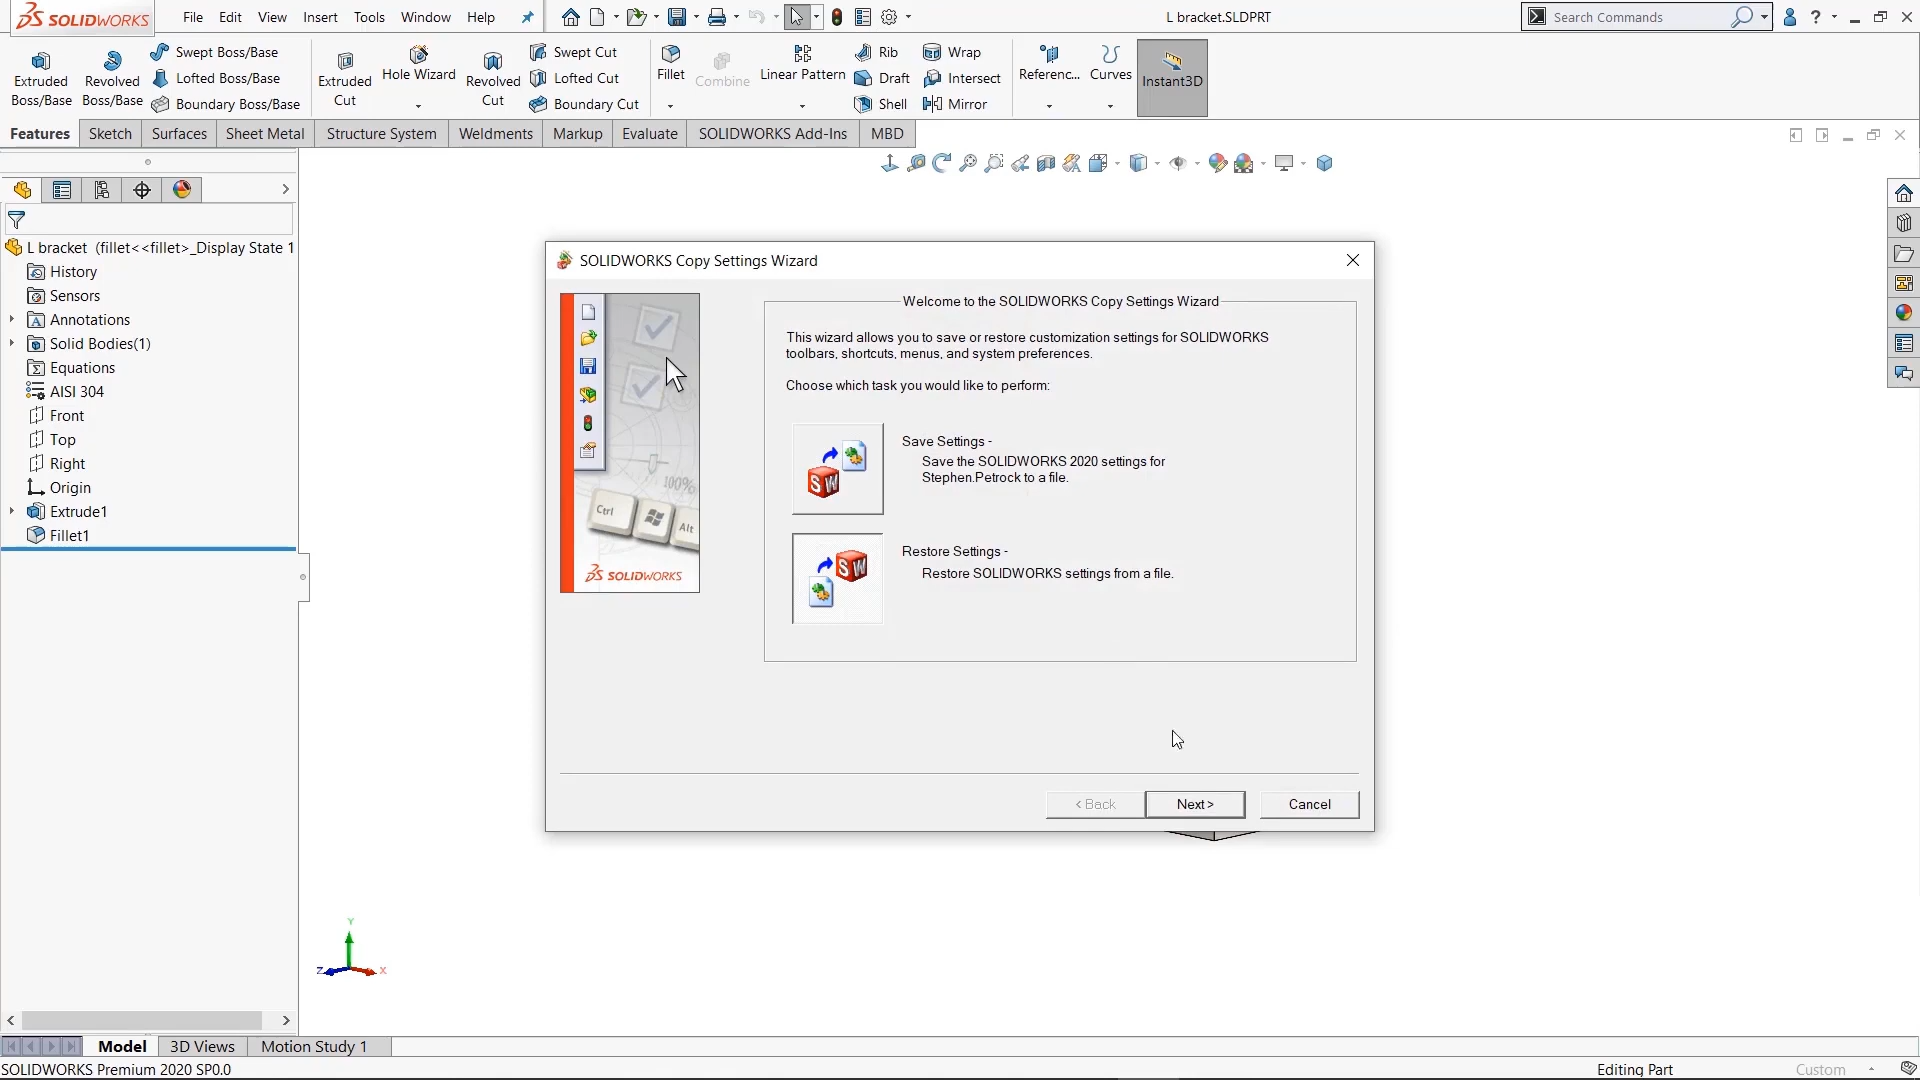 SOLIDWORKS File Edit View Insert Tools Window Help L bracket.SLDPRT Search Commands
Extruded Boss/Base
Revolved Boss/Base
Swept Boss/Base
Lofted Boss/Base
Boundary Boss/Base
Extruded Cut
Hole Wizard
Revolved Cut
Swept Cut
Lofted Cut
Boundary Cut
Fillet
Combine
Linear Pattern
Rib
Draft
Shell
Wrap
Intersect
Mirror
Referenc...
Curves
Instant3D
Features Sketch Surfaces Sheet Metal Structure System Weldments Markup Evaluate SOLIDWORKS Add-Ins MBD
L bracket (fillet<<fillet>_Display State 1
History
Sensors
Annotations
Solid Bodies(1)
Equations
AISI 304
Front
Top
Right
Origin
Extrude1
Fillet1
SOLIDWORKS Copy Settings Wizard
Welcome to the SOLIDWORKS Copy Settings Wizard
This wizard allows you to save or restore customization settings for SOLIDWORKS
toolbars, shortcuts, menus, and system preferences.
Choose which task you would like to perform:
Save Settings -
Save the SOLIDWORKS 2020 settings for
Stephen.Petrock to a file.
Restore Settings -
Restore SOLIDWORKS settings from a file.
100%
Ctrl
Alt
SOLIDWORKS
SW
SW
< Back Next > Cancel
Y
Z
X
Model 3D Views Motion Study 1
SOLIDWORKS Premium 2020 SP0.0 Editing Part Custom